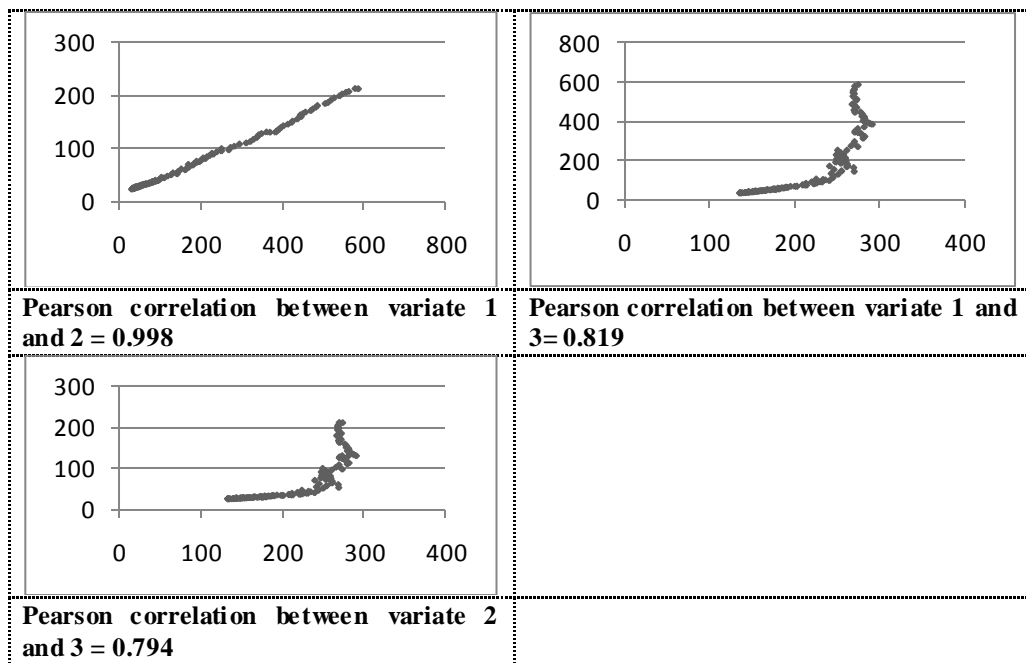 300
200
100
0
0 200 400 600 800
800
600
400
200
0
0 100 200 300 400
Pearson correlation between variate 1
and 2 = 0.998
Pearson correlation between variate 1 and
3= 0.819
300
200
100
0
0 100 200 300 400
Pearson correlation between variate 2
and 3 = 0.794